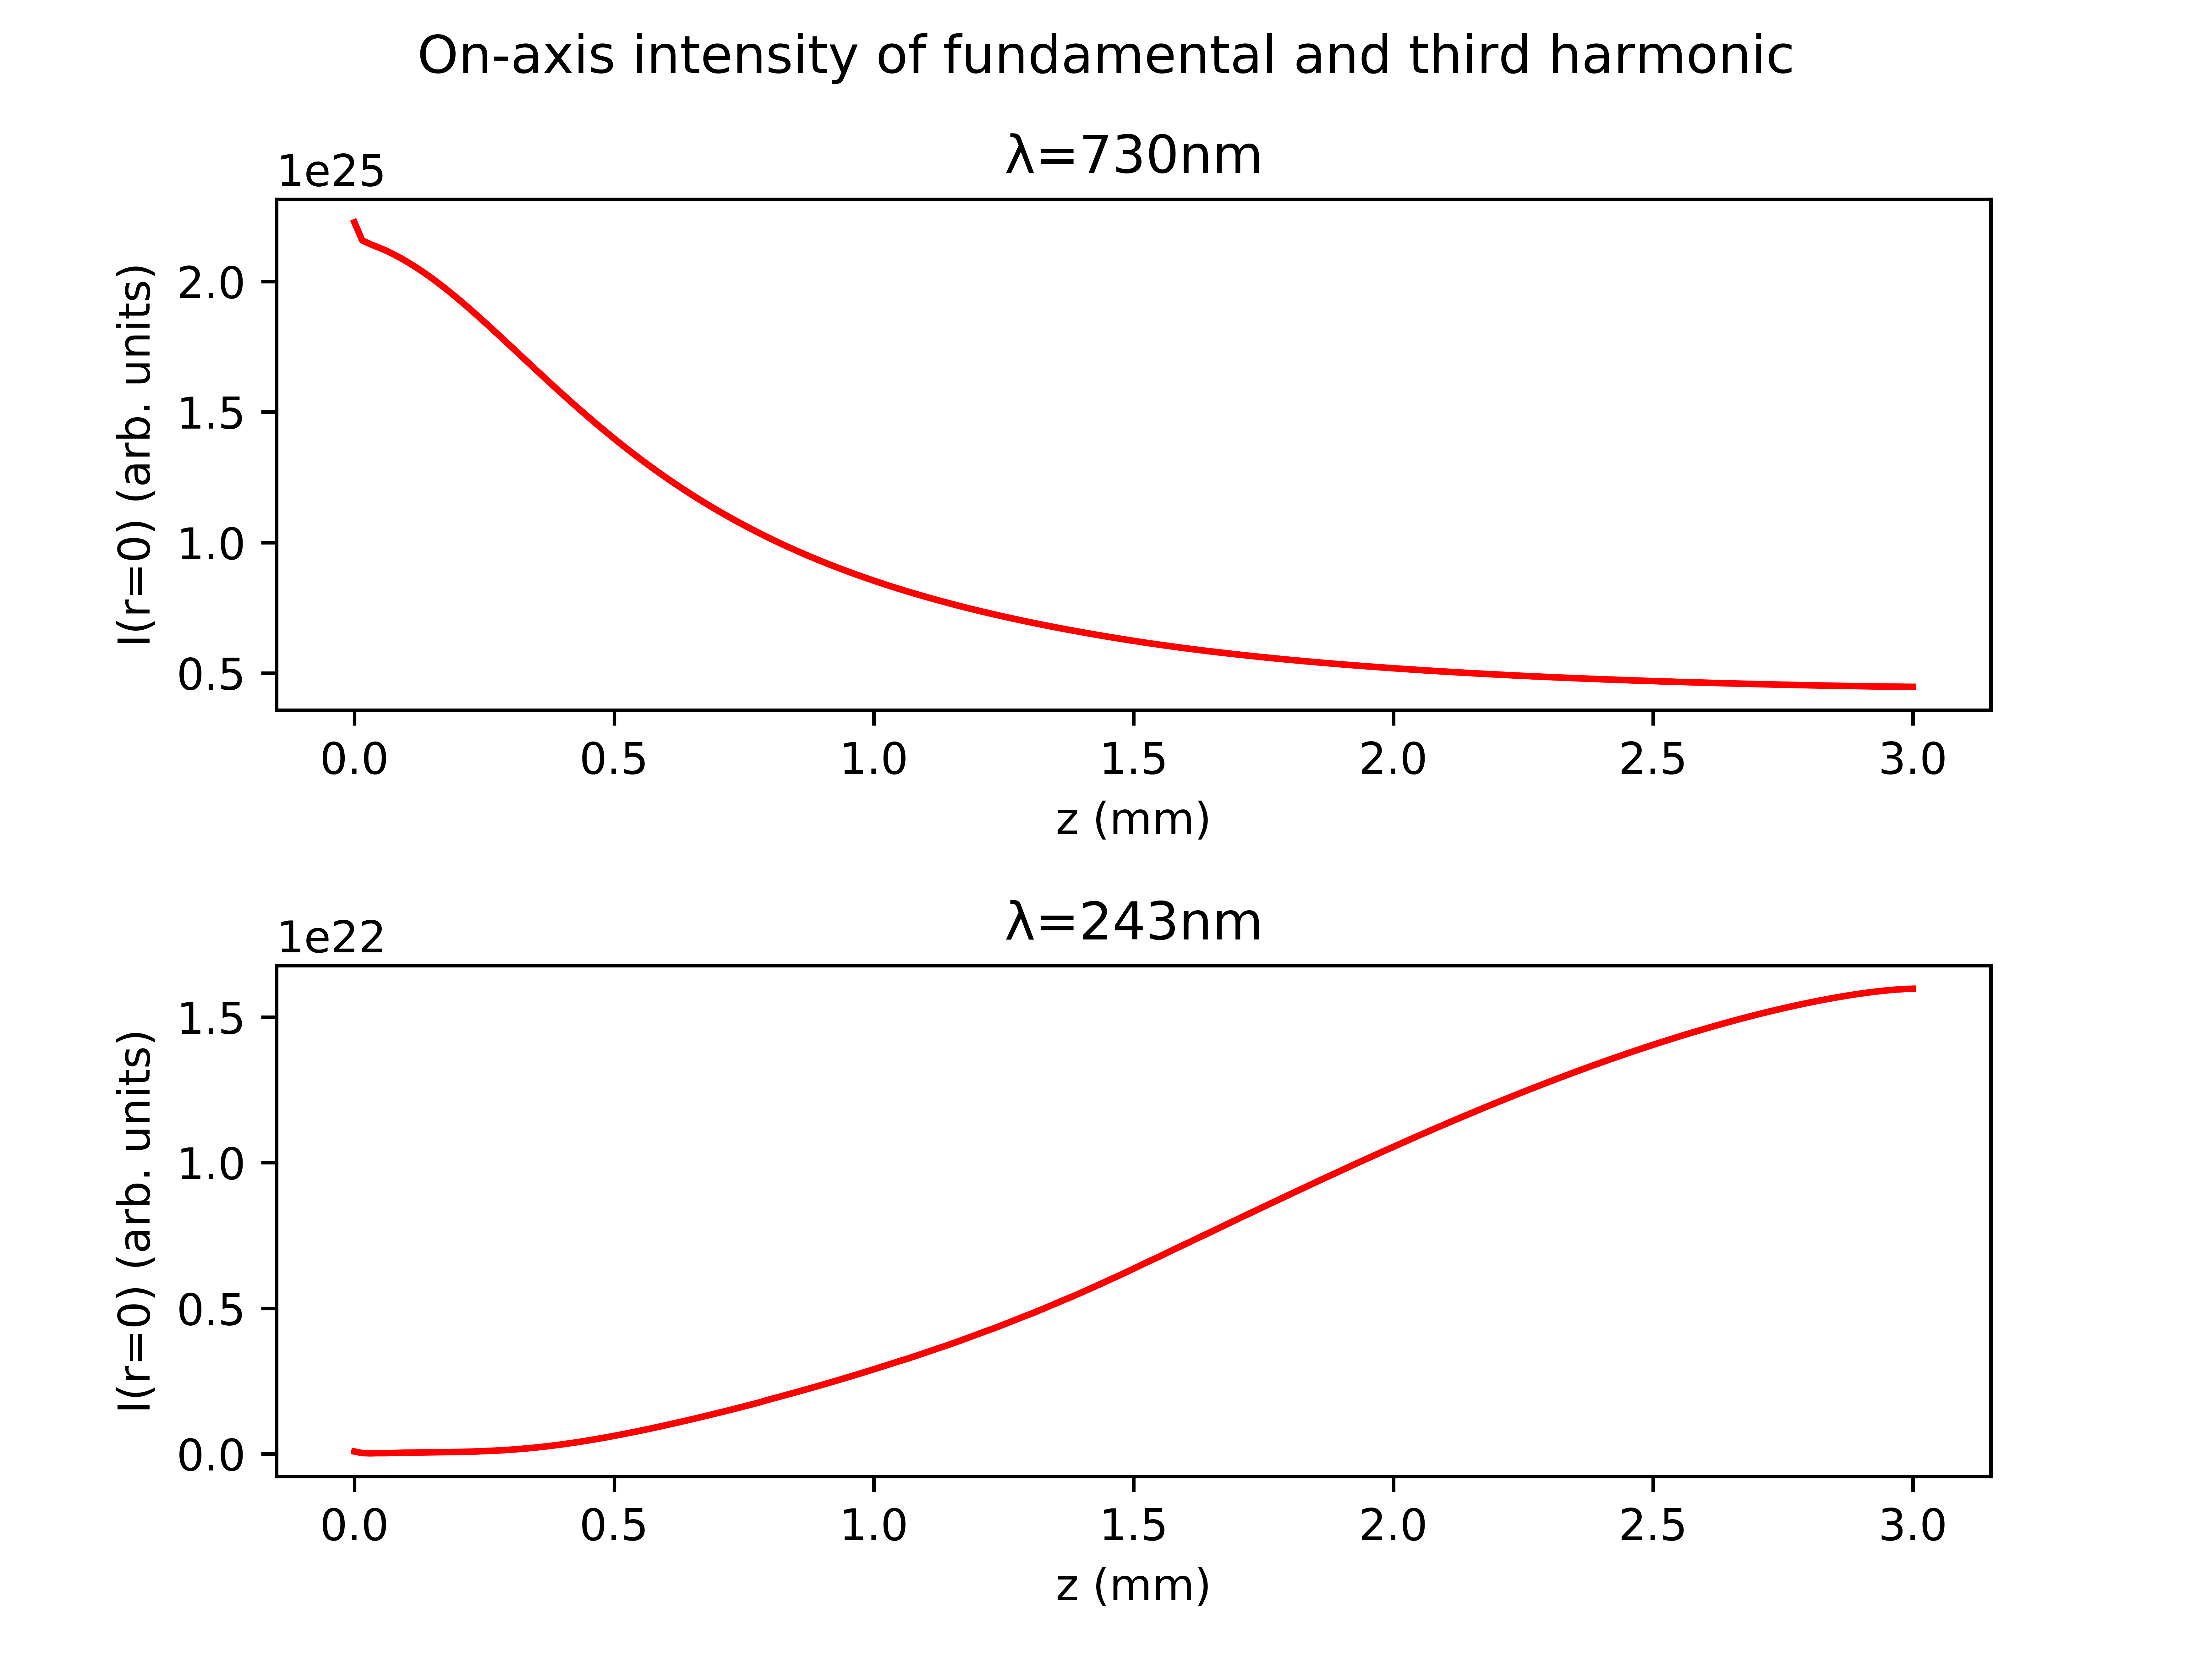 On-axis intensity of fundamental and third harmonic
λ=730nm
1e25
I(r=0) (arb. units)
2.0
1.5
1.0
0.5
0.0 0.5 1.0 1.5 2.0 2.5 3.0
z (mm)
λ=243nm
1e22
I(r=0) (arb. units)
1.5
1.0
0.5
0.0
0.0 0.5 1.0 1.5 2.0 2.5 3.0
z (mm)